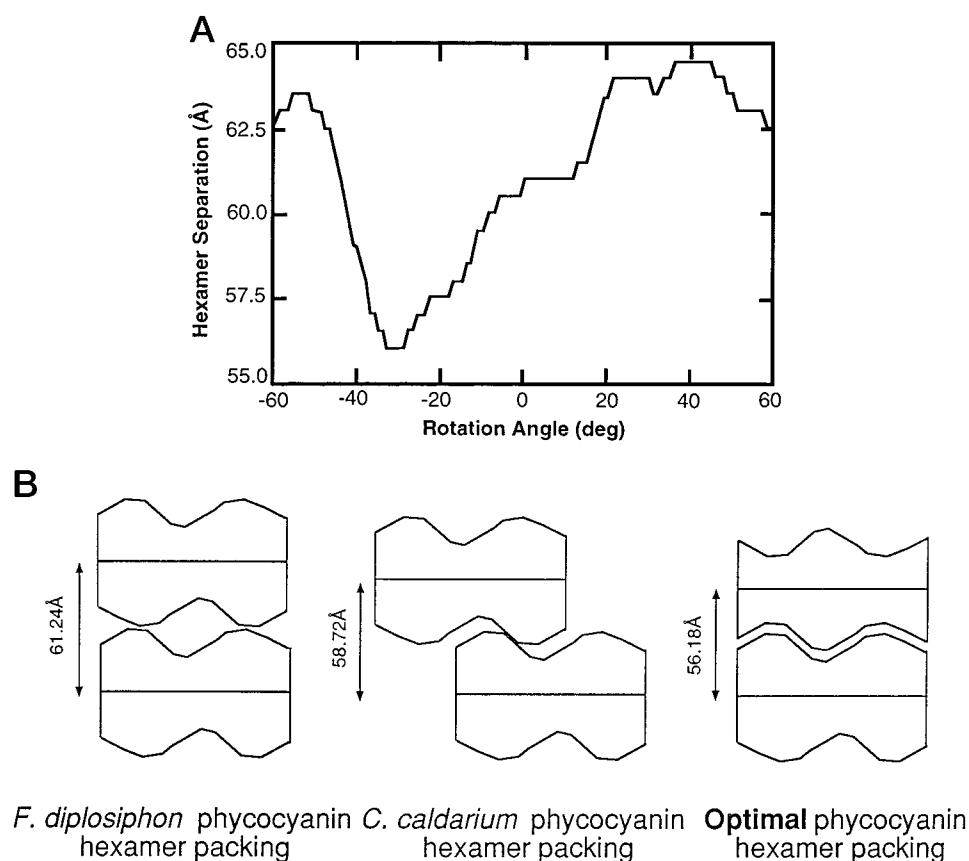 A
65.0
62.5
60.0
57.5
55.0
Hexamer Separation (Å)
-60 -40 -20 0 20 40 60
Rotation Angle (deg)
B
61.24Å
58.72Å
56.18Å
F. diplosiphon phycocyanin
hexamer packing
C. caldarium phycocyanin
hexamer packing
Optimal phycocyanin
hexamer packing